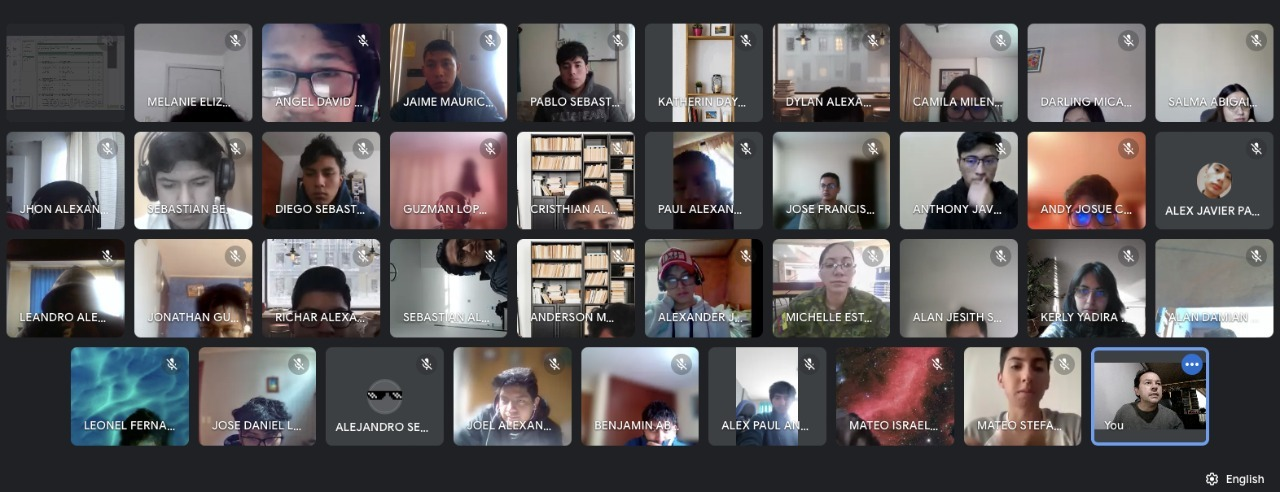 MELANIE ELIZ...
ANGEL DAVID ...
JAIME MAURIC...
PABLO SEBAST...
KATHERIN DAY...
DYLAN ALEXA...
CAMILA MILEN...
DARLING MICA...
SALMA ABIGAI...
JHON ALEXAN...
SEBASTIAN BE...
DIEGO SEBAST...
GUZMAN LOP...
CRISTHIAN AL...
PAUL ALEXAN...
JOSE FRANCIS...
ANTHONY JAV...
ANDY JOSUE C...
ALEX JAVIER PA...
LEANDRO ALE...
JONATHAN GU...
RICHAR ALEXA...
SEBASTIAN AL...
ANDERSON M...
ALEXANDER J...
MICHELLE EST...
ALAN JESITH S...
KERLY YADIRA ...
ALAN DAMIAN ...
LEONEL FERNA...
JOSE DANIEL L...
ALEJANDRO SE...
JOEL ALEXAN...
BENJAMIN AB...
ALEX PAUL AN...
MATEO ISRAEL...
MATEO STEFA...
You
English